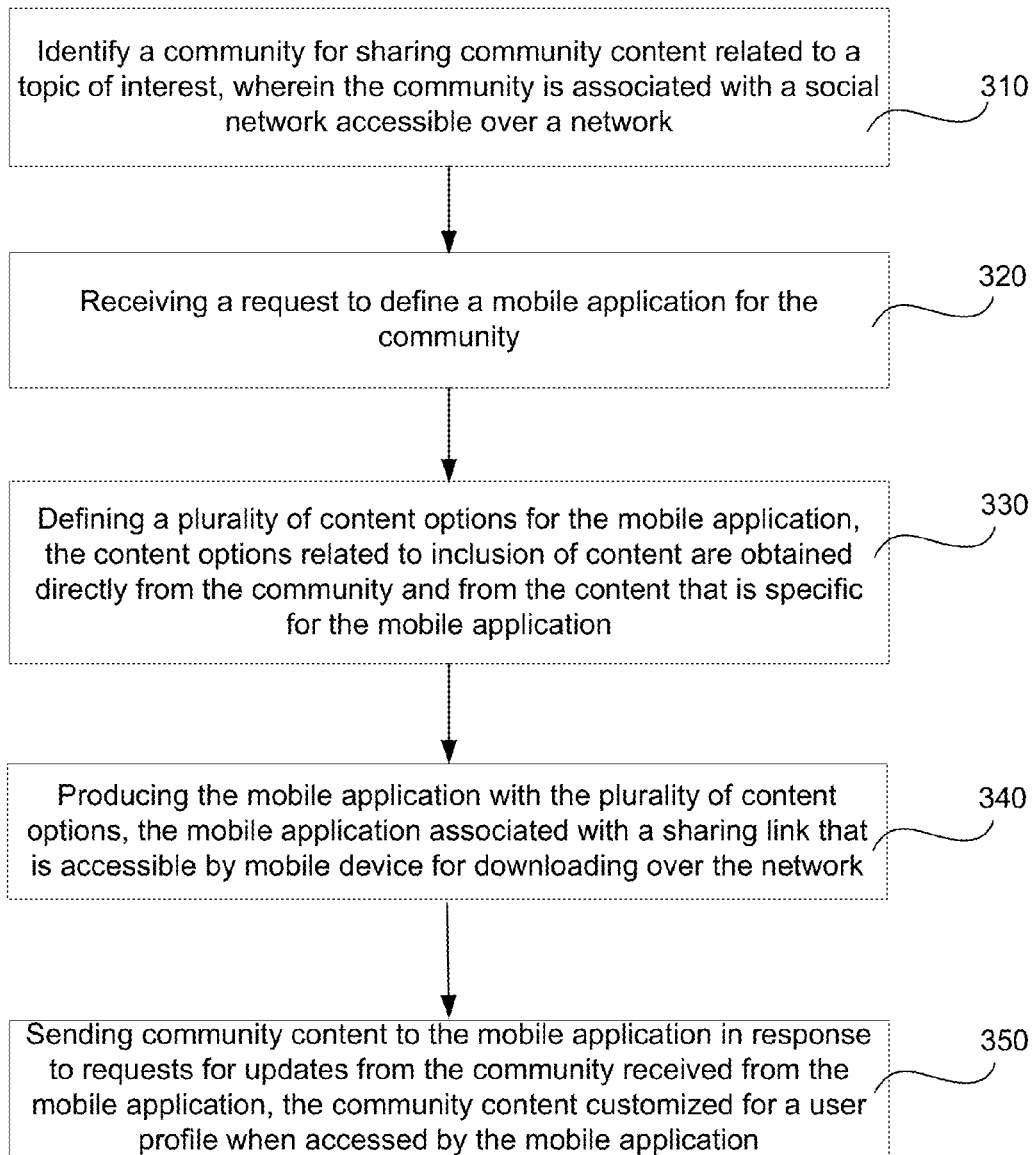 Identify a community for sharing community content related to a
topic of interest, wherein the community is associated with a social
network accessible over a network
310
Receiving a request to define a mobile application for the
community
320
Defining a plurality of content options for the mobile application,
the content options related to inclusion of content are obtained
directly from the community and from the content that is specific
for the mobile application
330
Producing the mobile application with the plurality of content
options, the mobile application associated with a sharing link that
is accessible by mobile device for downloading over the network
340
Sending community content to the mobile application in response
to requests for updates from the community received from the
mobile application, the community content customized for a user
profile when accessed by the mobile application
350